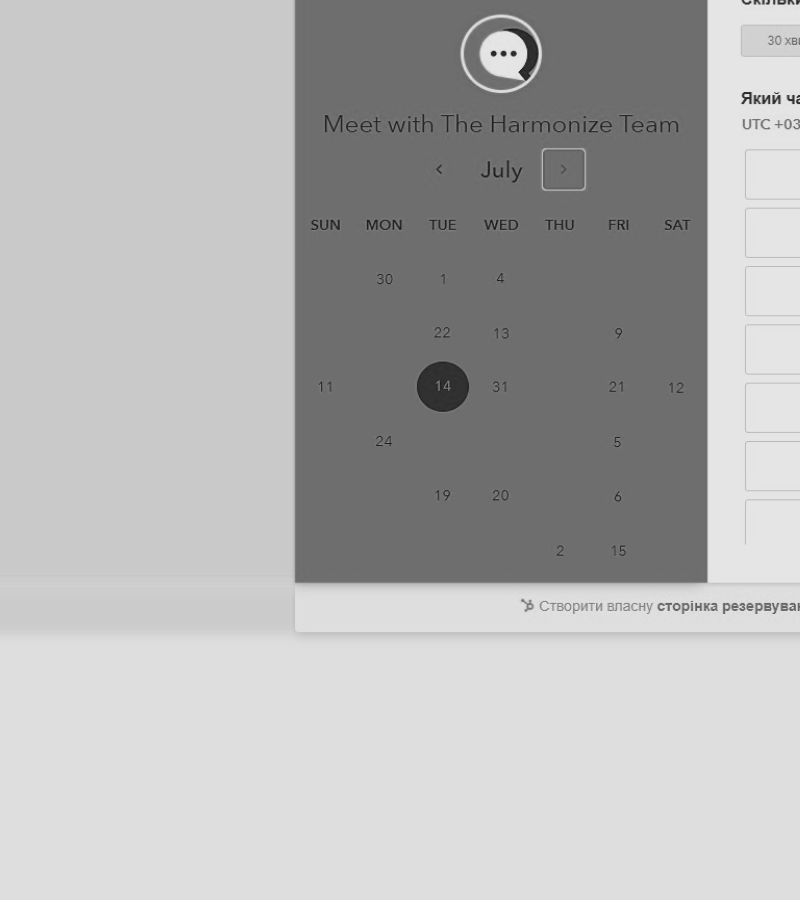 30 хв
Який ча
Meet with The Harmonize Team
UTC +03
July
SUN MON TUE WED THU FRI SAT
30 1 4
22 13 9
11 14 31 21 12
24 5
19 20 6
2 15
Створити власну сторінка резервува